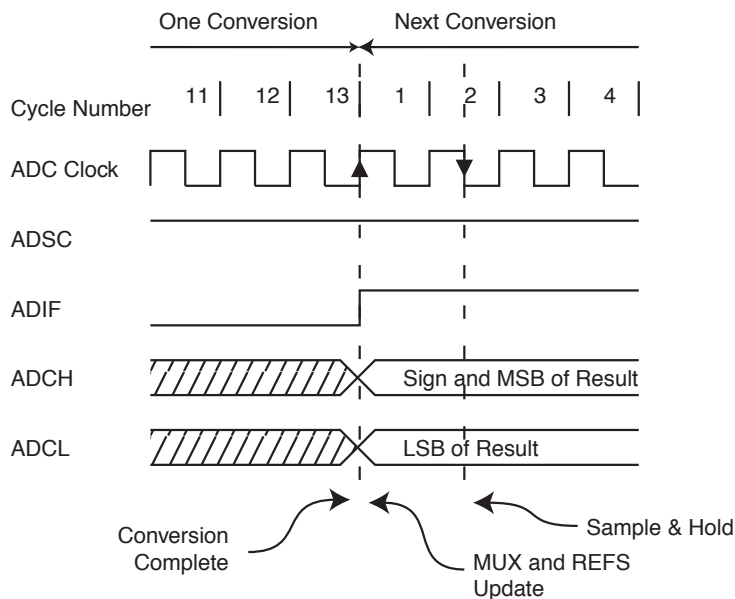 One Conversion Next Conversion
Cycle Number 11 12 13 1 2 3 4
ADC Clock
ADSC
ADIF
ADCH Sign and MSB of Result
ADCL LSB of Result
Conversion
Complete
MUX and REFS
Update
Sample & Hold